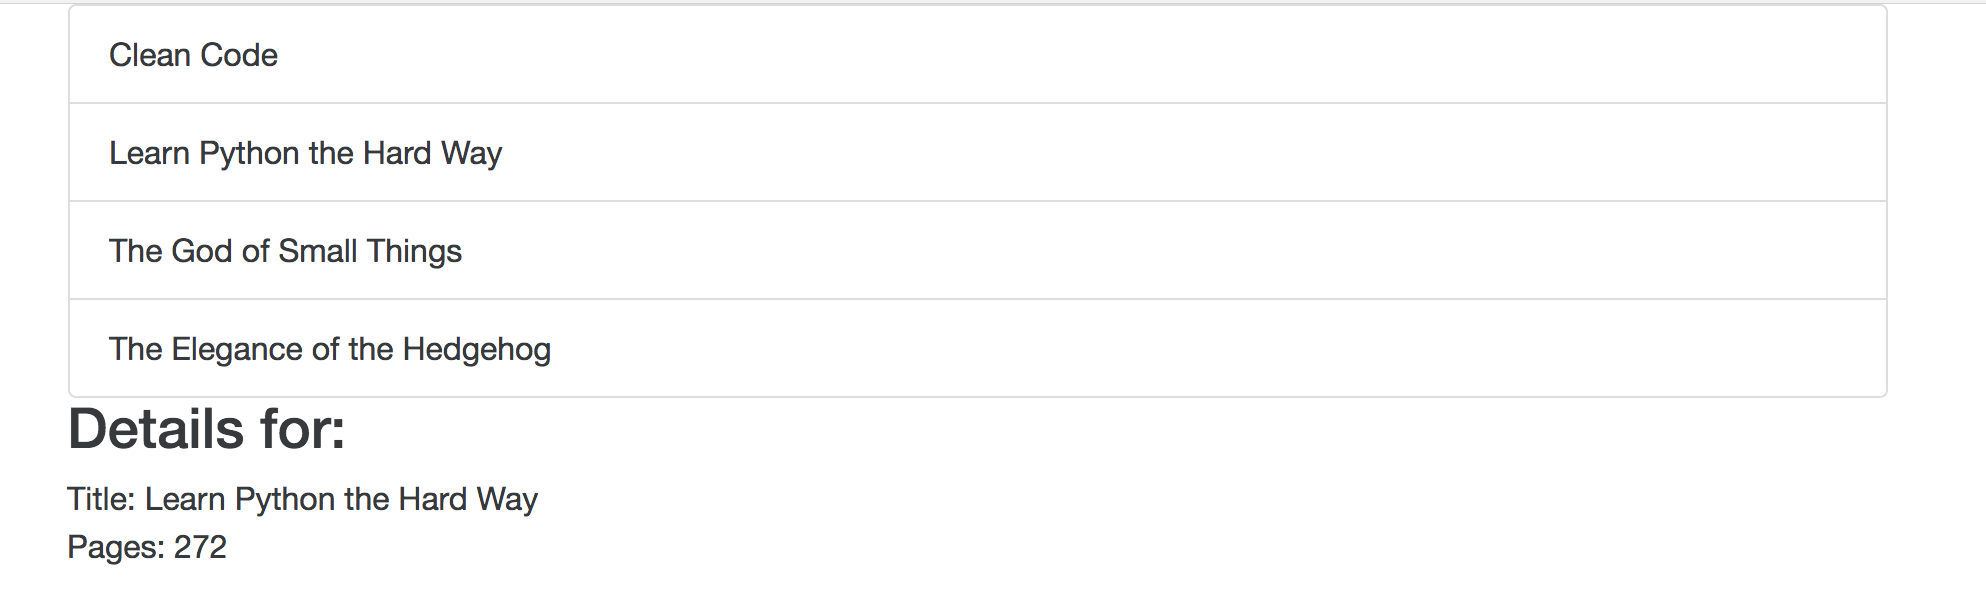 Clean Code
Learn Python the Hard Way
The God of Small Things
The Elegance of the Hedgehog
Details for:
Title: Learn Python the Hard Way
Pages: 272